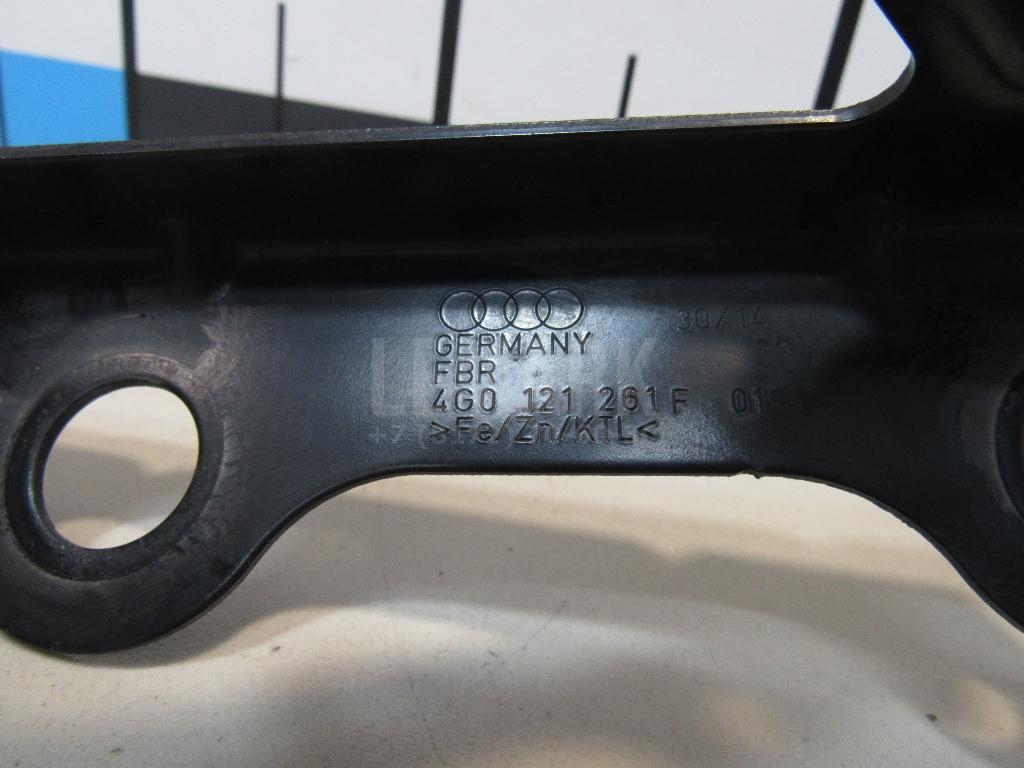 30/14
GERMANY
FBR
4G0 121 261 F
>Fe/Zn/KTL<